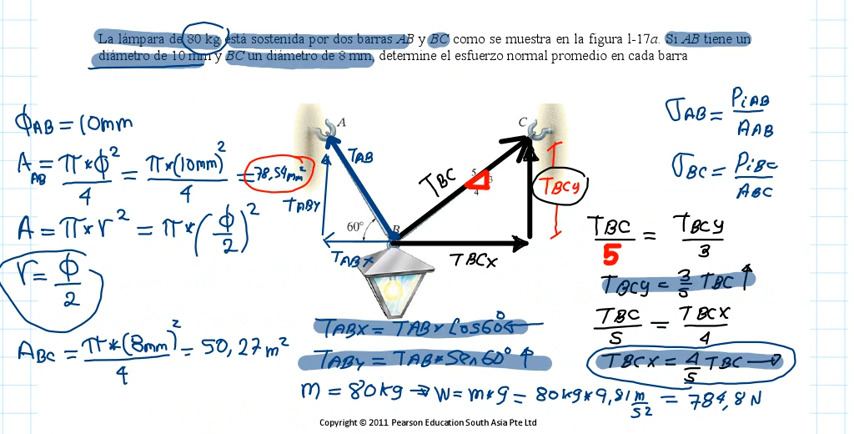 La lámpara de 80 kg está sostenida por dos barras AB y BC como se muestra en la figura 1-17a. Si AB tiene un
diámetro de 10 mm y BC un diámetro de 8 mm, determine el esfuerzo normal promedio en cada barra
ΦAB = 10mm
AAB = π*Φ²/4 = π*(10mm)²/4 = 78,54mm²
A = π*r² = π*(Φ/2)²
r = Φ/2
ABC = π*(8mm)²/4 = 50,27m²
A
C
TAB
TBC
5
3
4
TBCY
TABY
60°
B
TABX
TBCX
TABX = TAB*Cos60° ←
TABY = TAB*Sen60° ↑
m = 80kg → W = m*g = 80kg*9,81m/s² = 784,8N
σAB = PiAB/AAB
σBC = PiBC/ABC
TBC/5 = TBCY/3
TBCY = 3/5 TBC ↑
TBC/5 = TBCX/4
TBCX = 4/5 TBC →
Copyright © 2011 Pearson Education South Asia Pte Ltd